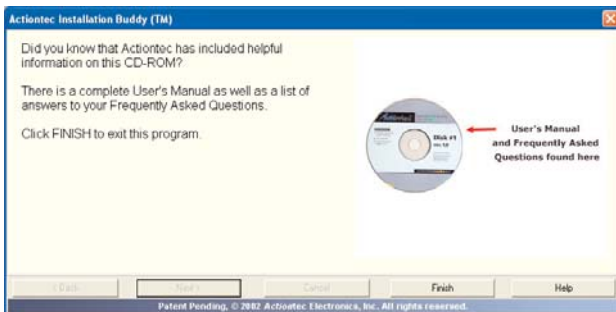 Actiontec Installation Buddy (TM)
Did you know that Actiontec has included helpful
information on this CD-ROM?
There is a complete User's Manual as well as a list of
answers to your Frequently Asked Questions.
Click FINISH to exit this program.
Actiontec
Disk #1
User's Manual
and Frequently Asked
Questions found here
< Back
Next >
Cancel
Finish
Help
Patent Pending, © 2002 Actiontec Electronics, Inc. All rights reserved.